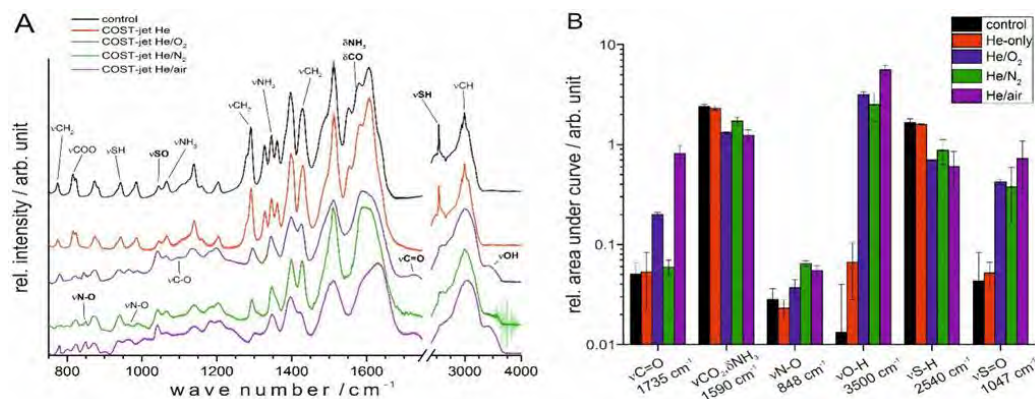 A
control
COST-jet He
COST-jet He/O₂
COST-jet He/N₂
COST-jet He/air
νCH₂
νCOO
νSH
νSO
νNH₃
νCH₂
νNH₃
νCH₂
δNH₃
δCO
νSH
νCH
νC-O
νC=O
νOH
νN-O
νN-O
rel. intensity / arb. unit
800 1000 1200 1400 1600 3000 4000
wave number /cm⁻¹
B
control
He-only
He/O₂
He/N₂
He/air
rel. area under curve / arb. unit
10
1
0.1
0.01
νC=O
1735 cm⁻¹
νCO₂,δNH₃
1590 cm⁻¹
νN-O
848 cm⁻¹
νO-H
3500 cm⁻¹
νS-H
2540 cm⁻¹
νS=O
1047 cm⁻¹